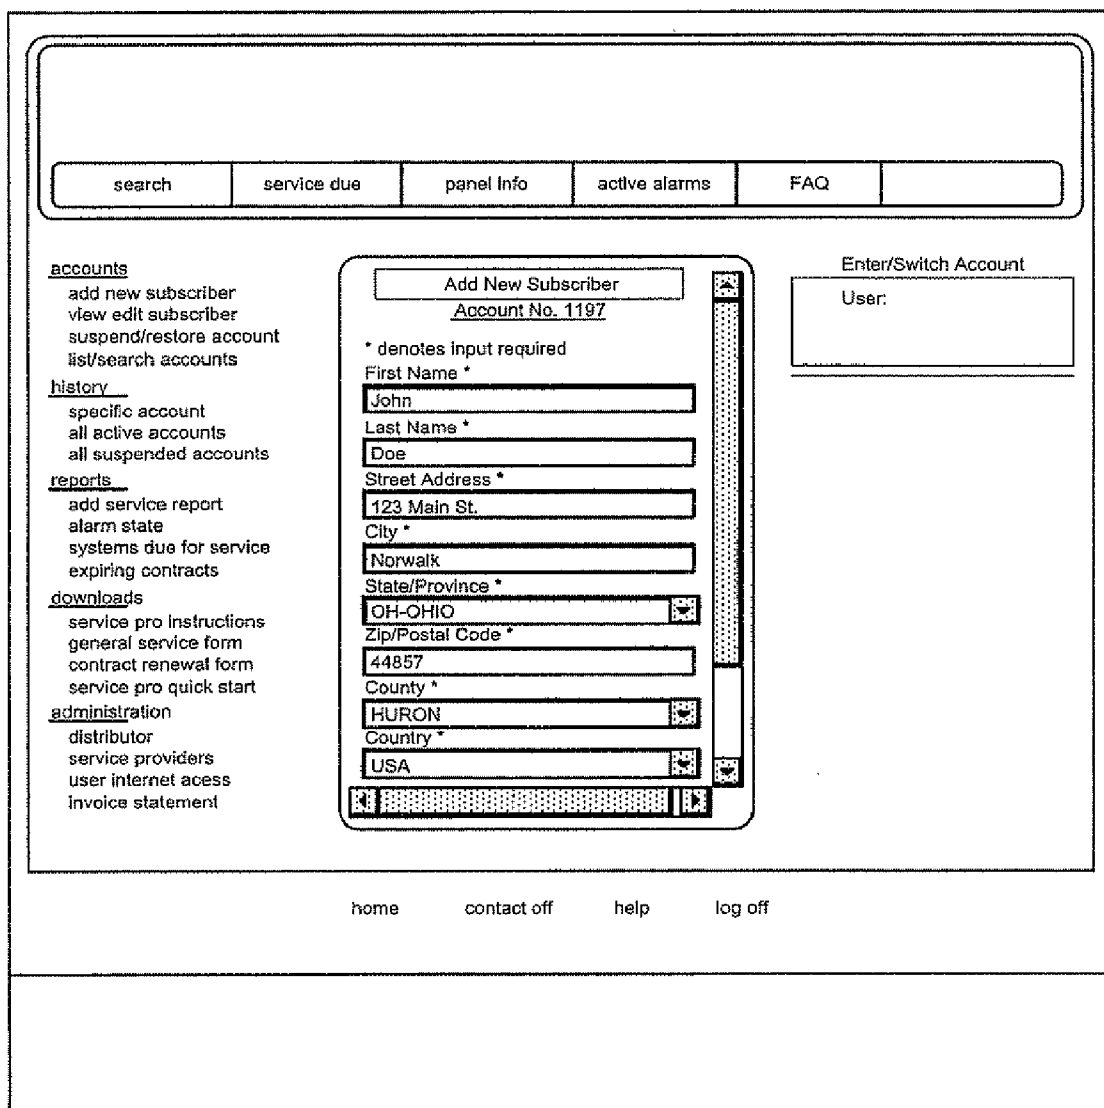 search service due panel Info active alarms FAQ
accounts
add new subscriber
view edit subscriber
suspend/restore account
list/search accounts
history
specific account
all active accounts
all suspended accounts
reports
add service report
alarm state
systems due for service
expiring contracts
downloads
service pro instructions
general service form
contract renewal form
service pro quick start
administration
distributor
service providers
user internet acess
invoice statement
Add New Subscriber
Account No. 1197
* denotes input required
First Name *
John
Last Name *
Doe
Street Address *
123 Main St.
City *
Norwalk
State/Province *
OH-OHIO
Zip/Postal Code *
44857
County *
HURON
Country *
USA
Enter/Switch Account
User:
home contact off help log off